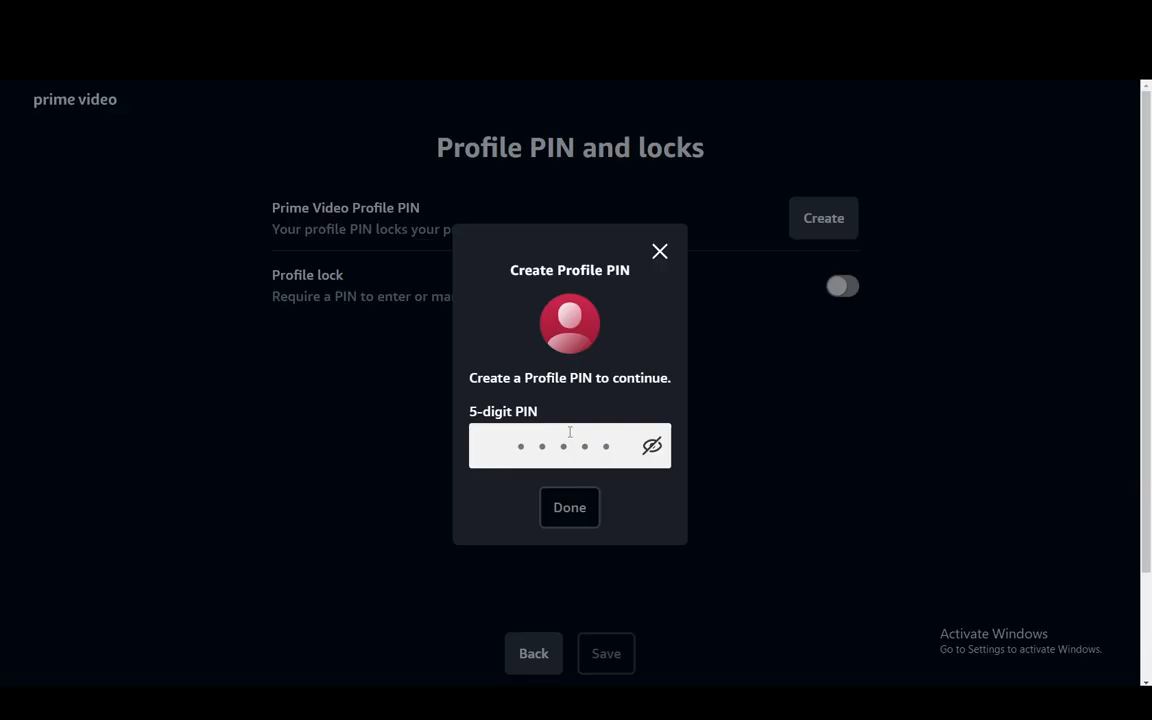 prime video
Profile PIN and locks
Prime Video Profile PIN
Your profile PIN locks your
Create
Profile lock
Require a PIN to enter or
Create Profile PIN
Create a Profile PIN to continue.
5-digit PIN
Done
Back
Save
Activate Windows
Go to Settings to activate Windows.